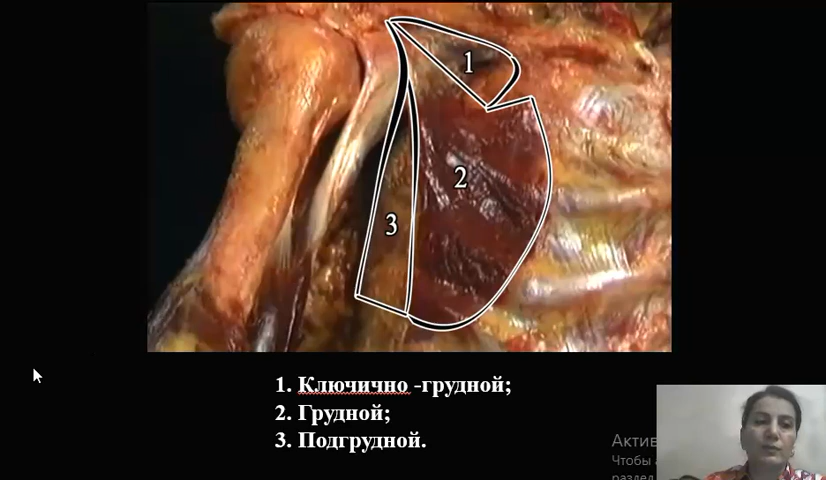 1
2
3
1. Ключично -грудной;
2. Грудной;
3. Подгрудной.
Актив
Чтобы
раздел